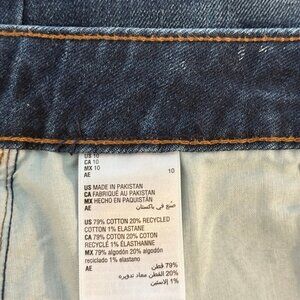 US 10
CA 10
MX 10 10
AE
US MADE IN PAKISTAN
CA FABRIQUÉ AU PAKISTAN
MX HECHO EN PAQUISTÁN
AE صنع في باكستان
US 79% COTTON 20% RECYCLED
COTTON 1% ELASTANE
CA 79% COTON 20% COTON
RECYCLÉ 1% ÉLASTHANNE
MX 79% algodón 20% algodón
reciclado 1% elastano
AE 79% قطن
20% القطن معاد تدويره
1% إلاستين